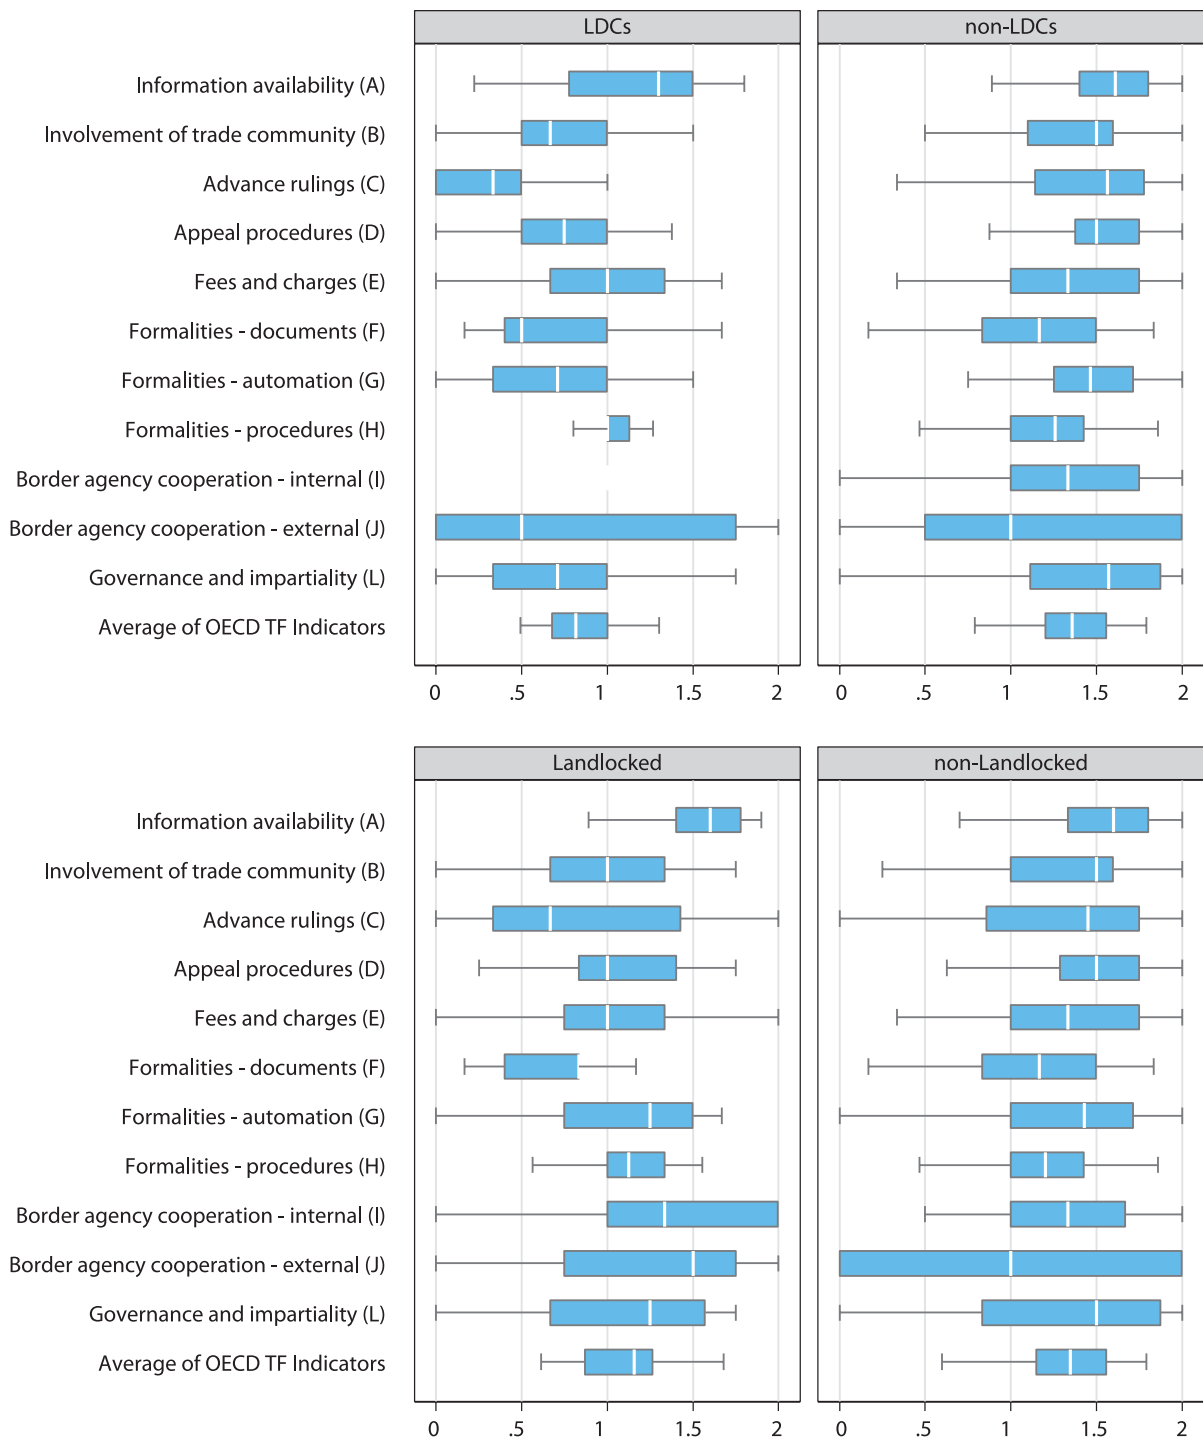 LDCs
non-LDCs
Information availability (A)
Involvement of trade community (B)
Advance rulings (C)
Appeal procedures (D)
Fees and charges (E)
Formalities - documents (F)
Formalities - automation (G)
Formalities - procedures (H)
Border agency cooperation - internal (I)
Border agency cooperation - external (J)
Governance and impartiality (L)
Average of OECD TF Indicators
0 .5 1 1.5 2
0 .5 1 1.5 2
Landlocked
non-Landlocked
Information availability (A)
Involvement of trade community (B)
Advance rulings (C)
Appeal procedures (D)
Fees and charges (E)
Formalities - documents (F)
Formalities - automation (G)
Formalities - procedures (H)
Border agency cooperation - internal (I)
Border agency cooperation - external (J)
Governance and impartiality (L)
Average of OECD TF Indicators
0 .5 1 1.5 2
0 .5 1 1.5 2